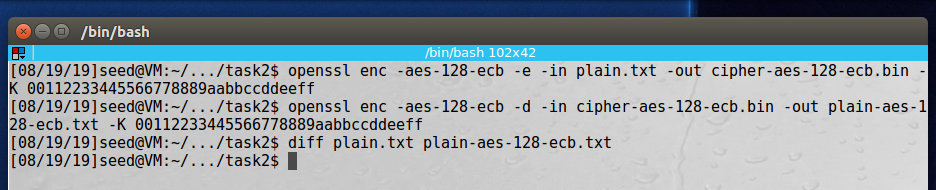 /bin/bash
/bin/bash 102x42
[08/19/19]seed@VM:~/.../task2$ openssl enc -aes-128-ecb -e -in plain.txt -out cipher-aes-128-ecb.bin -
K 00112233445566778889aabbccddeeff
[08/19/19]seed@VM:~/.../task2$ openssl enc -aes-128-ecb -d -in cipher-aes-128-ecb.bin -out plain-aes-1
28-ecb.txt -K 00112233445566778889aabbccddeeff
[08/19/19]seed@VM:~/.../task2$ diff plain.txt plain-aes-128-ecb.txt
[08/19/19]seed@VM:~/.../task2$